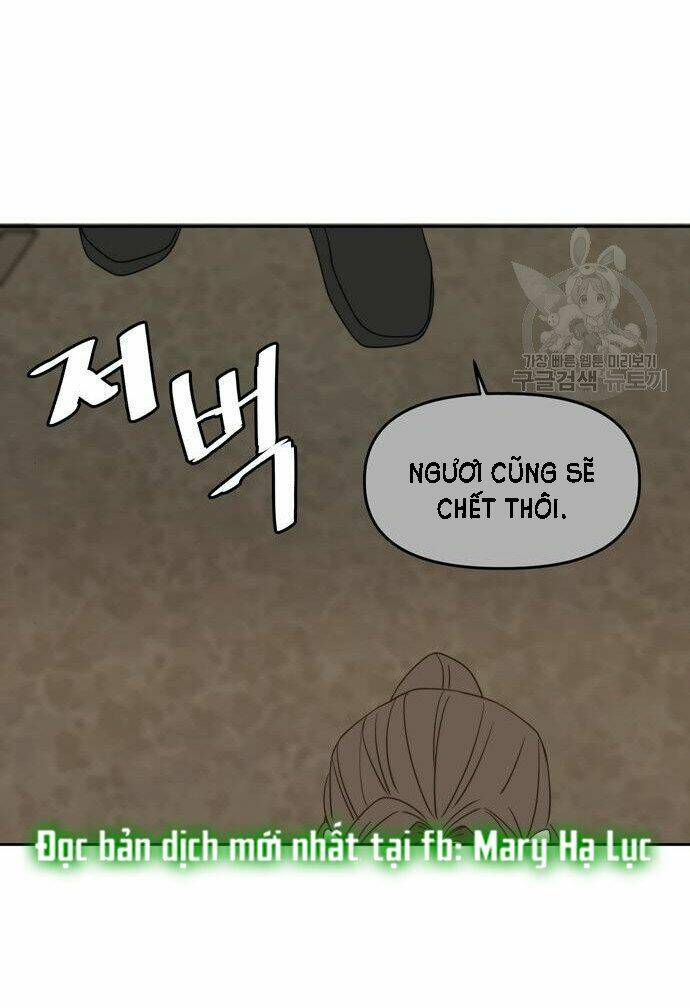 가장 빠른 웹툰 미리보기
구글검색 뉴토끼
저벅
NGƯƠI CŨNG SẼ
CHẾT THÔI.
Đọc bản dịch mới nhất tại fb: Mary Hạ Lục